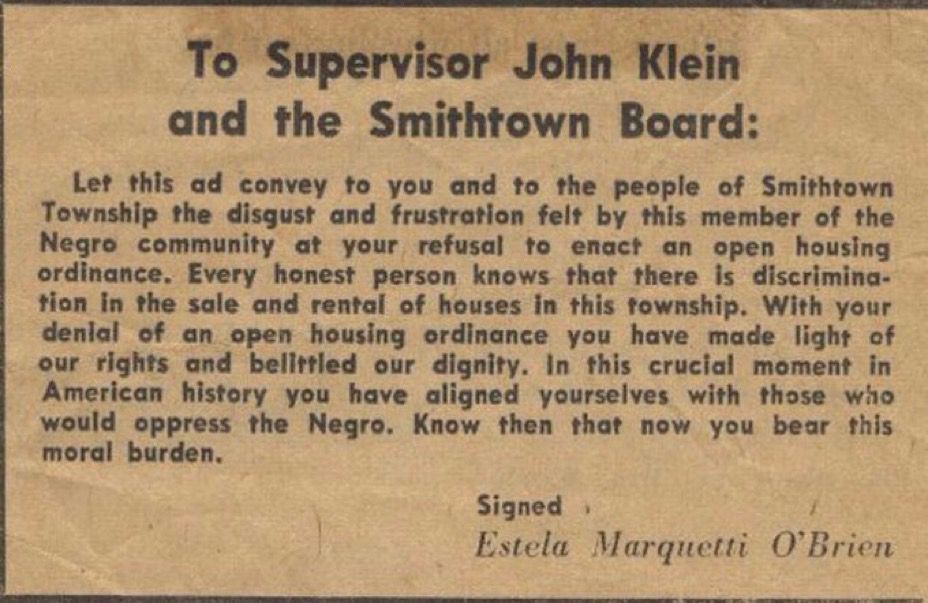 To Supervisor John Klein
and the Smithtown Board:
Let this ad convey to you and to the people of Smithtown
Township the disgust and frustration felt by this member of the
Negro community at your refusal to enact an open housing
ordinance. Every honest person knows that there is discrimina-
tion in the sale and rental of houses in this township. With your
denial of an open housing ordinance you have made light of
our rights and belittled our dignity. In this crucial moment in
American history you have aligned yourselves with those who
would oppress the Negro. Know then that now you bear this
moral burden.
Signed
Estela Marquetti O'Brien